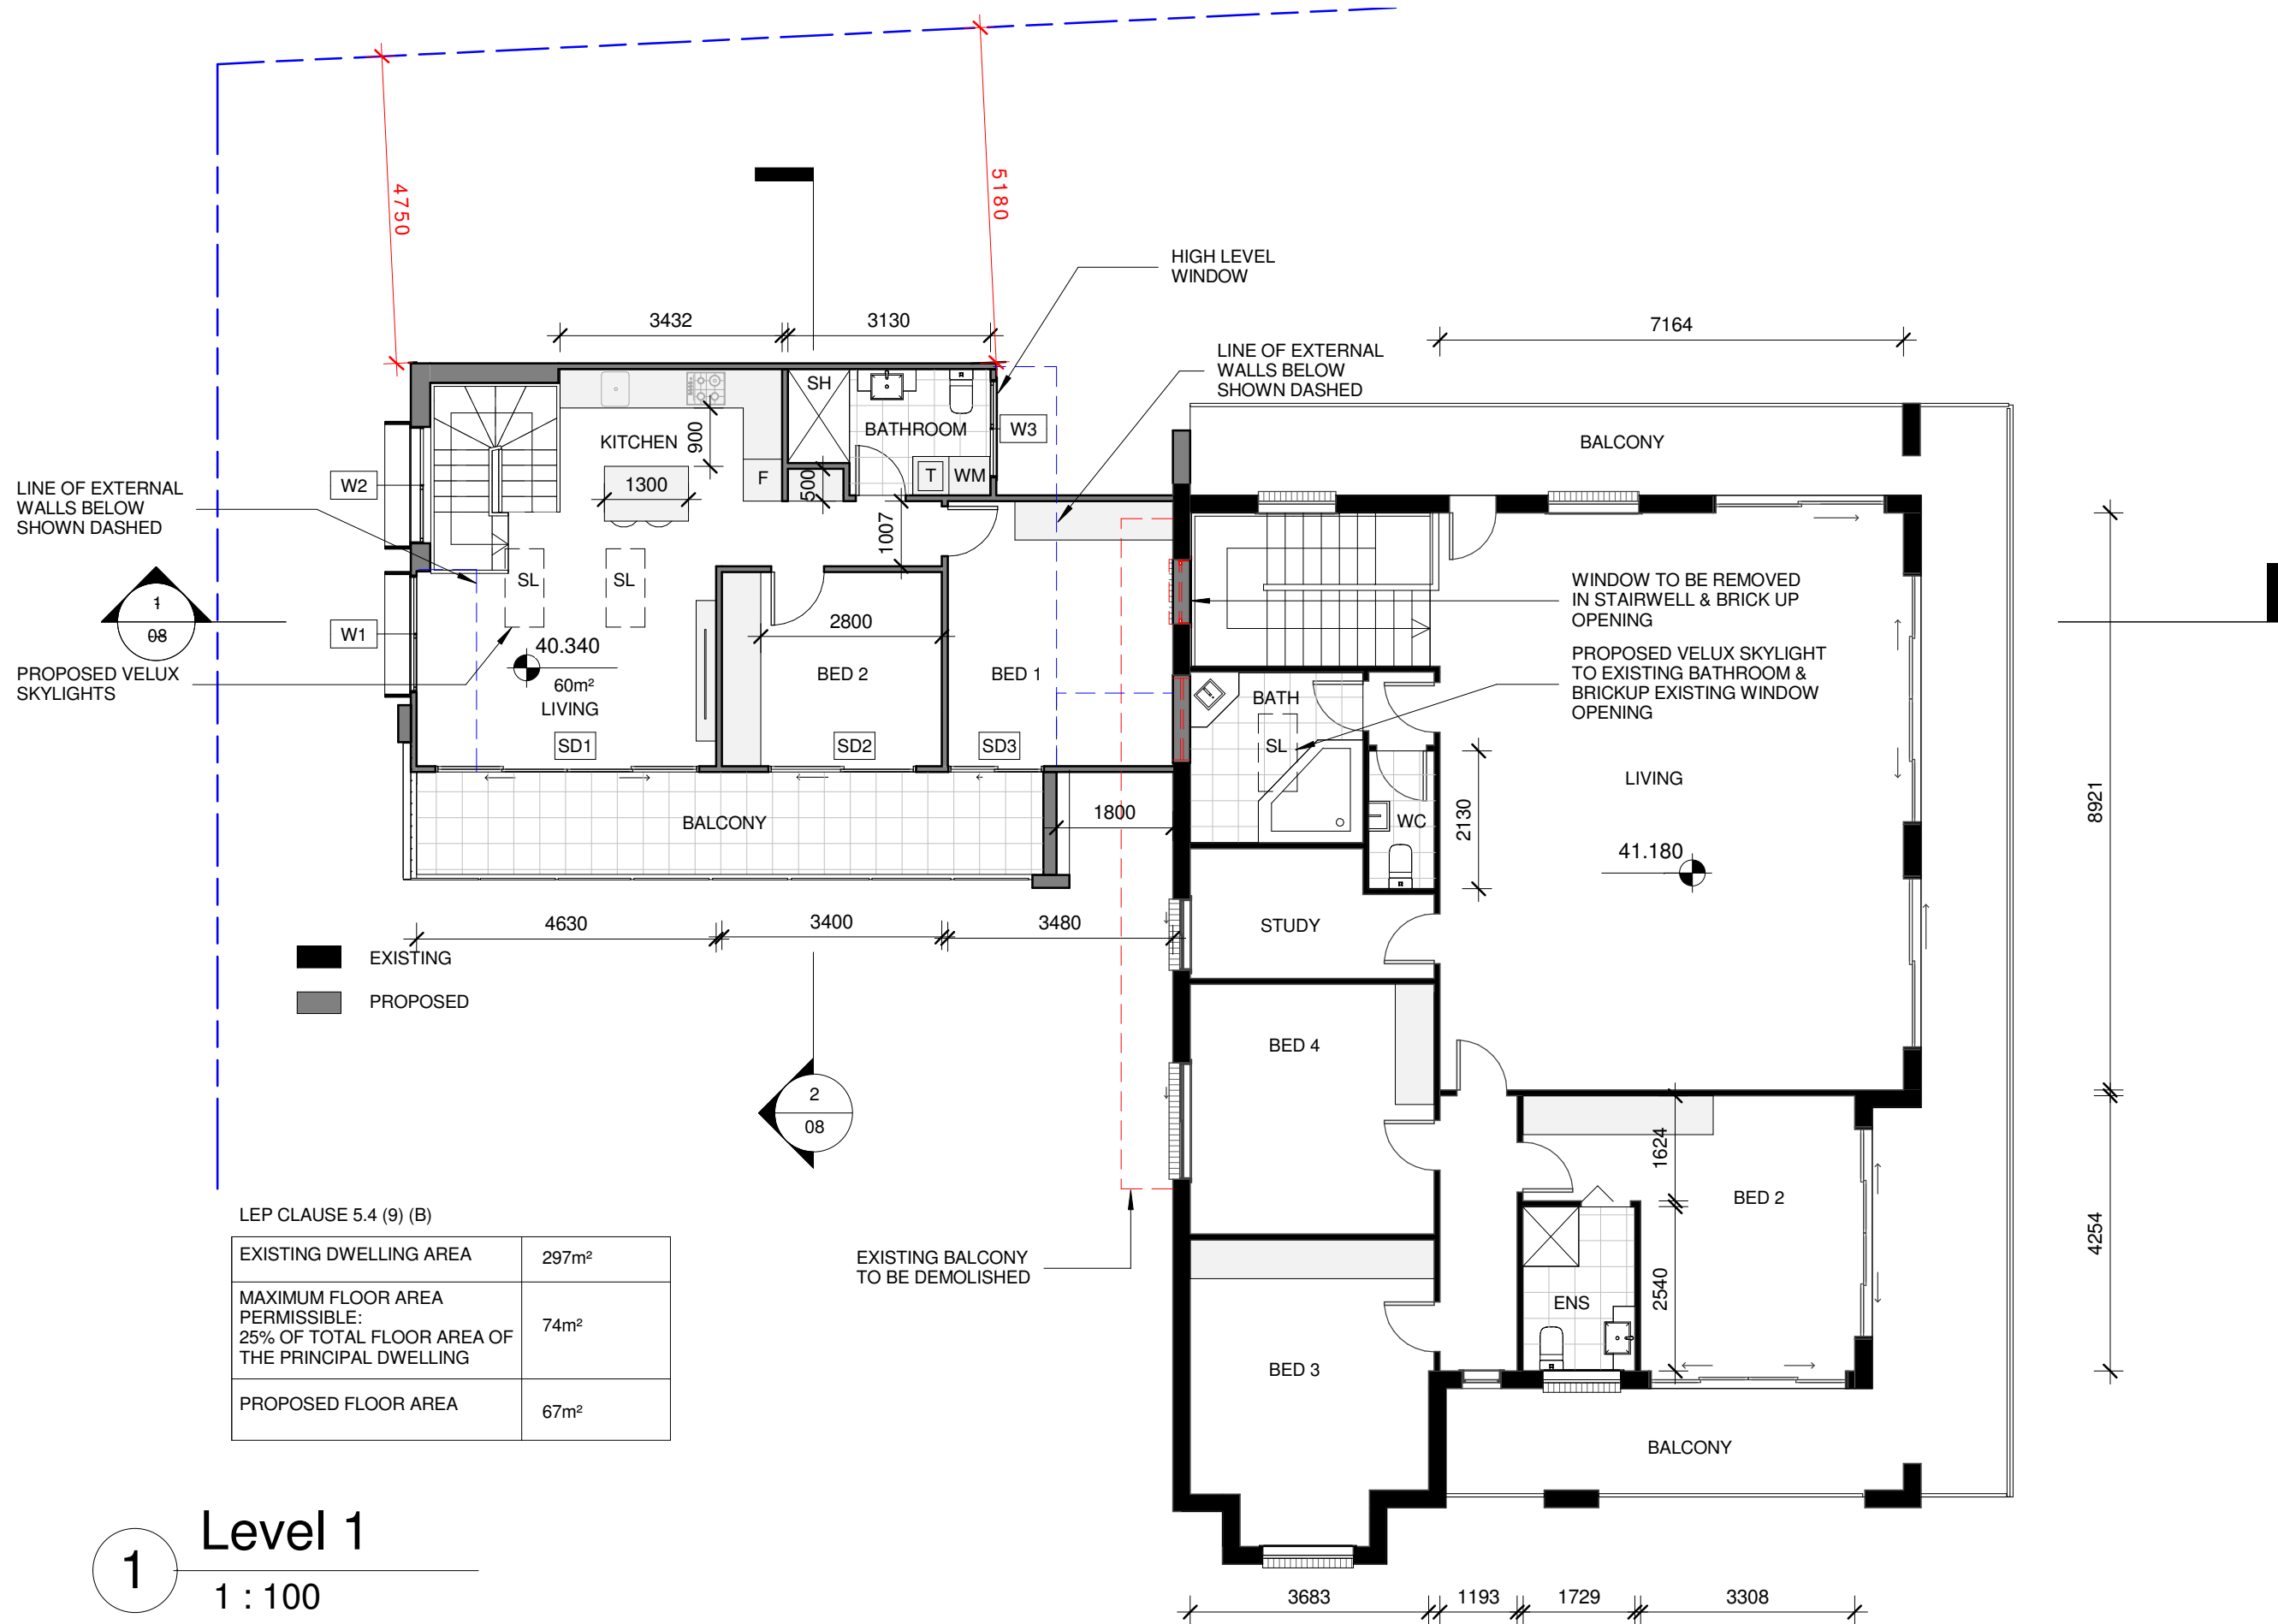 4750
5180
HIGH LEVEL
WINDOW
3432
3130
7164
LINE OF EXTERNAL
WALLS BELOW
SHOWN DASHED
SH
KITCHEN
900
BATHROOM
W3
BALCONY
W2
1300
F
500
T
WM
LINE OF EXTERNAL
WALLS BELOW
SHOWN DASHED
1007
8921
1
08
SL
SL
WINDOW TO BE REMOVED
IN STAIRWELL & BRICK UP
OPENING
W1
2800
40.340
PROPOSED VELUX
SKYLIGHTS
60m²
LIVING
BED 2
BED 1
PROPOSED VELUX SKYLIGHT
TO EXISTING BATHROOM &
BRICKUP EXISTING WINDOW
OPENING
BATH
SL
SD1
SD2
SD3
LIVING
BALCONY
1800
WC
2130
41.180
4630
3400
3480
STUDY
EXISTING
PROPOSED
BED 4
2
08
1624
BED 2
4254
LEP CLAUSE 5.4 (9) (B)
EXISTING DWELLING AREA
297m²
MAXIMUM FLOOR AREA
PERMISSIBLE:
25% OF TOTAL FLOOR AREA OF
THE PRINCIPAL DWELLING
74m²
PROPOSED FLOOR AREA
67m²
EXISTING BALCONY
TO BE DEMOLISHED
2540
ENS
BED 3
BALCONY
1
Level 1
1 : 100
3683
1193
1729
3308